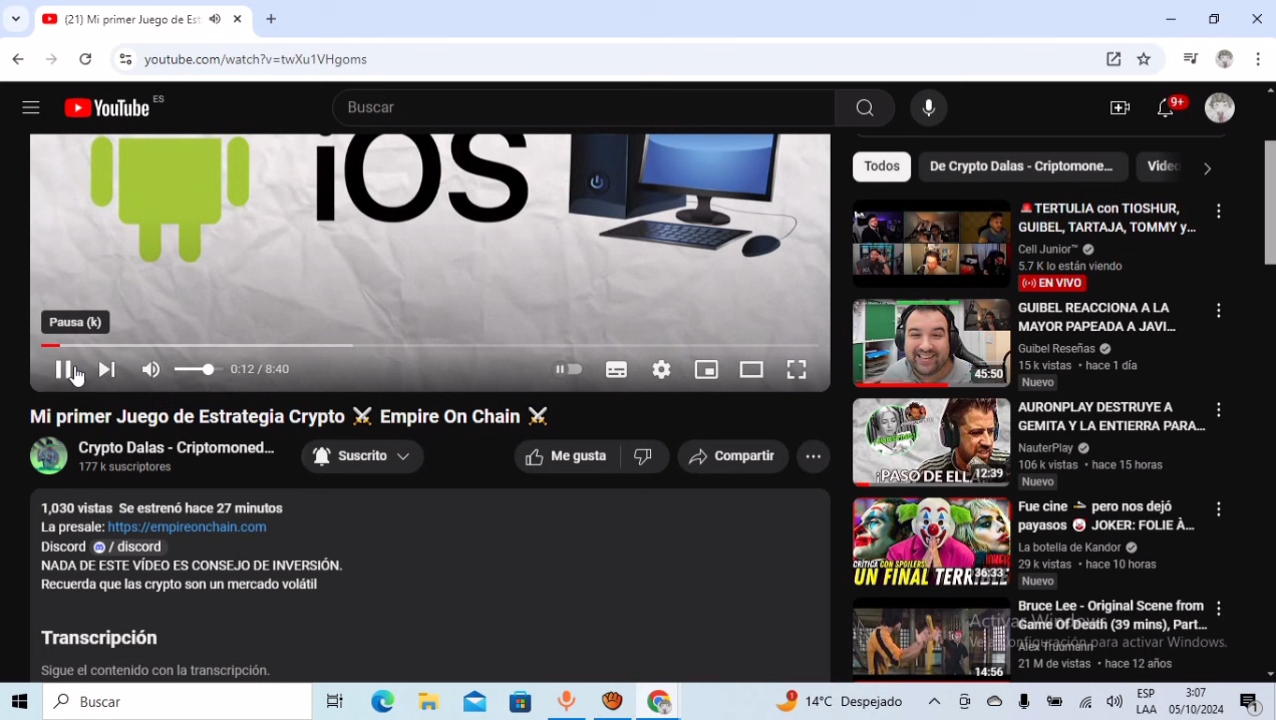 (21) Mi primer Juego de Est
youtube.com/watch?v=twXu1VHgoms
YouTube ES
Buscar
9+
iOS
Pausa (k)
0:12 / 8:40
Mi primer Juego de Estrategia Crypto ⚔️ Empire On Chain ⚔️
Crypto Dalas - Criptomoned...
177 k suscriptores
Suscrito
Me gusta
Compartir
1,030 vistas Se estrenó hace 27 minutos
La presale: https://empireonchain.com
Discord / discord
NADA DE ESTE VÍDEO ES CONSEJO DE INVERSIÓN.
Recuerda que las crypto son un mercado volátil
Transcripción
Sigue el contenido con la transcripción.
Todos
De Crypto Dalas - Criptomone...
Videc
🚨TERTULIA con TIOSHUR,
GUIBEL, TARTAJA, TOMMY y...
Cell Junior™
5.7 K lo están viendo
EN VIVO
GUIBEL REACCIONA A LA
MAYOR PAPEADA A JAVI...
Guibel Reseñas
15 k vistas • hace 1 día
Nuevo
45:50
AURONPLAY DESTRUYE A
GEMITA Y LA ENTIERRA PARA...
NauterPlay
106 k vistas • hace 15 horas
Nuevo
¡PASO DE ELLA
12:39
Fue cine 🚬 pero nos dejó
payasos 🤡 JOKER: FOLIE À...
La botella de Kandor
29 k vistas • hace 10 horas
Nuevo
CRÍTICA CON SPOILERS
UN FINAL TERRIBLE
36:33
Bruce Lee - Original Scene from
Game Of Death (39 mins), Part...
Alex Thuumann
21 M de vistas • hace 12 años
14:56
Activar Windows
Ve a Configuración para activar Windows.
Buscar
14°C Despejado
ESP
LAA
3:07
05/10/2024